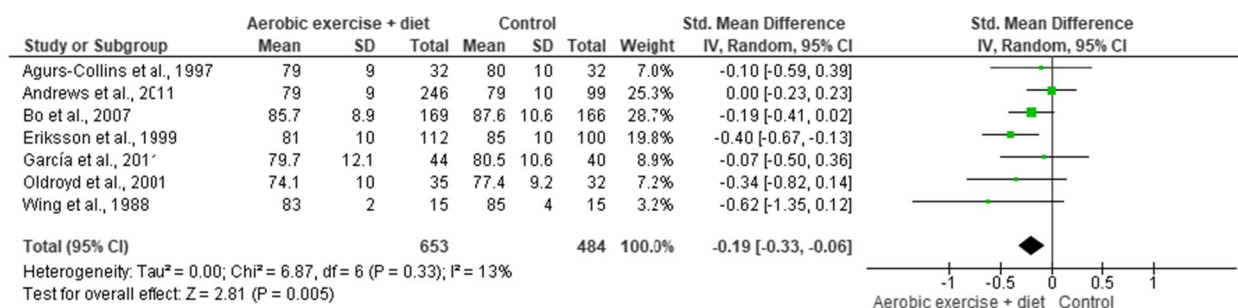 Aerobic exercise + diet Control Std. Mean Difference Std. Mean Difference
Study or Subgroup Mean SD Total Mean SD Total Weight IV, Random, 95% CI IV, Random, 95% CI
Agurs-Collins et al., 1997 79 9 32 80 10 32 7.0% -0.10 [-0.59, 0.39]
Andrews et al., 2011 79 9 246 79 10 99 25.3% 0.00 [-0.23, 0.23]
Bo et al., 2007 85.7 8.9 169 87.6 10.6 166 28.7% -0.19 [-0.41, 0.02]
Eriksson et al., 1999 81 10 112 85 10 100 19.8% -0.40 [-0.67, -0.13]
García et al., 2011 79.7 12.1 44 80.5 10.6 40 8.9% -0.07 [-0.50, 0.36]
Oldroyd et al., 2001 74.1 10 35 77.4 9.2 32 7.2% -0.34 [-0.82, 0.14]
Wing et al., 1988 83 2 15 85 4 15 3.2% -0.62 [-1.35, 0.12]
Total (95% CI) 653 484 100.0% -0.19 [-0.33, -0.06]
Heterogeneity: Tau² = 0.00; Chi² = 6.87, df = 6 (P = 0.33); I² = 13%
Test for overall effect: Z = 2.81 (P = 0.005)
-1 -0.5 0 0.5 1
Aerobic exercise + diet Control